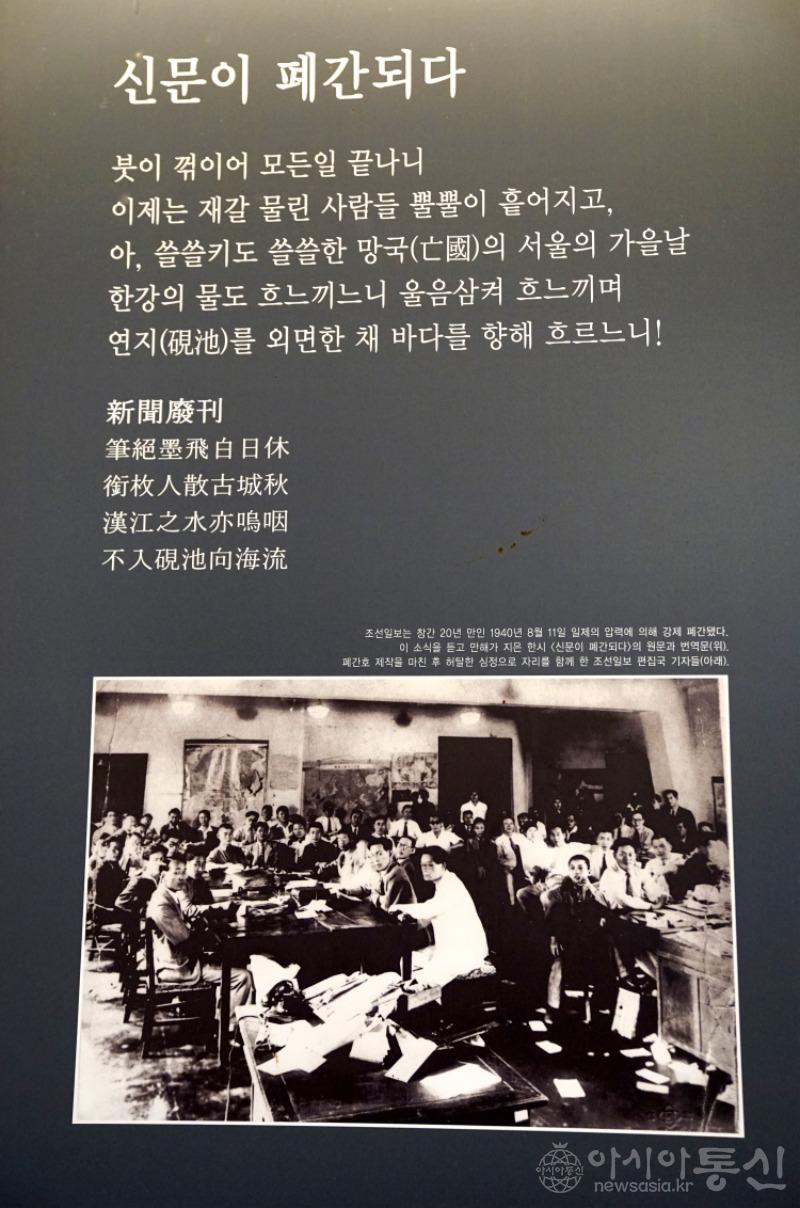 신문이 폐간되다
붓이 꺾이어 모든일 끝나니
이제는 재갈 물린 사람들 뿔뿔이 흩어지고,
아, 쓸쓸키도 쓸쓸한 망국(亡國)의 서울의 가을날
한강의 물도 흐느끼느니 울음삼켜 흐느끼며
연지(硯池)를 외면한 채 바다를 향해 흐르느니!
新聞廢刊
筆絕墨飛白日休
銜枚人散古城秋
漢江之水亦嗚咽
不入硯池向海流
조선일보는 창간 20년 만인 1940년 8월 11일 일제의 압력에 의해 강제 폐간됐다.
이 소식을 듣고 만해가 지은 한시 〈신문이 폐간되다〉의 원문과 번역문(위).
폐간호 제작을 마친 후 허탈한 심정으로 자리를 함께 한 조선일보 편집국 기자들(아래).
아시아통신 아시아통신
newsasia.kr